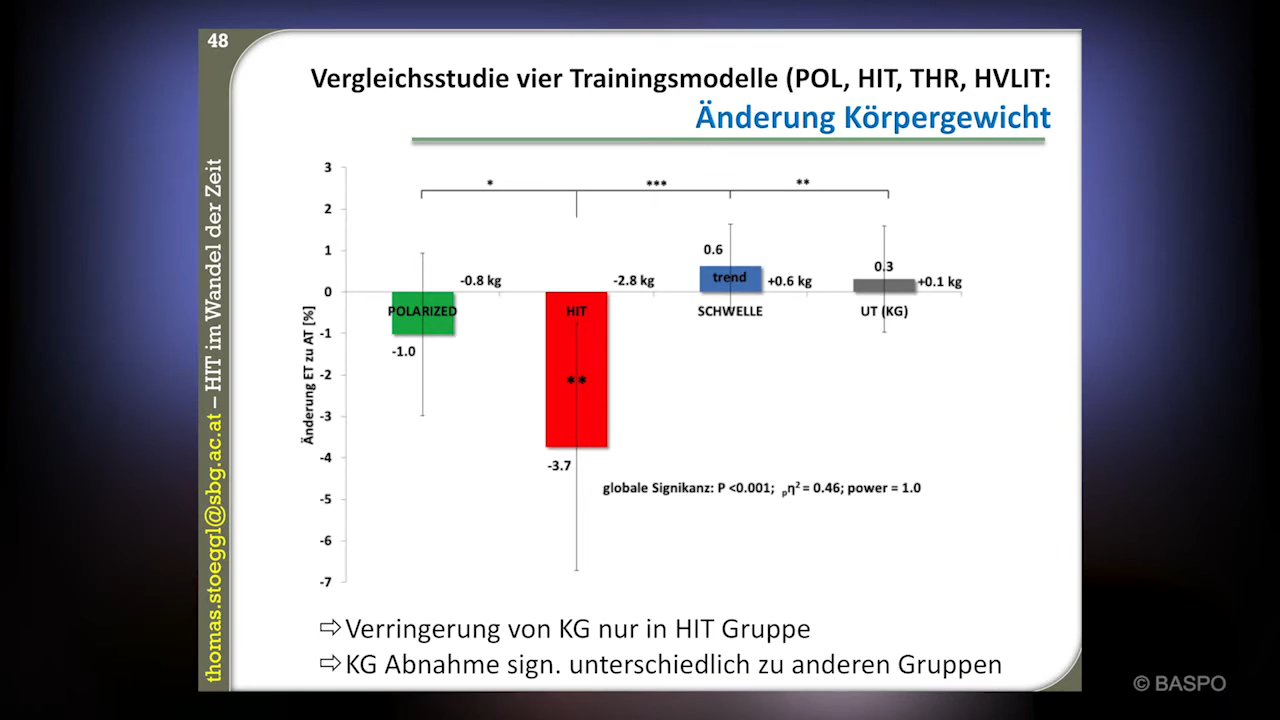 48
Vergleichsstudie vier Trainingsmodelle (POL, HIT, THR, HVLIT:
Änderung Körpergewicht
thomas.stoeggl@sbg.ac.at – HIT im Wandel der Zeit
Änderung ET zu AT [%]
3
2
1
0
-1
-2
-3
-4
-5
-6
-7
* *** **
0.6
0.3
-0.8 kg -2.8 kg trend +0.6 kg +0.1 kg
POLARIZED HIT SCHWELLE UT (KG)
-1.0
**
-3.7
globale Signikanz: P <0.001; pη² = 0.46; power = 1.0
⇨ Verringerung von KG nur in HIT Gruppe
⇨ KG Abnahme sign. unterschiedlich zu anderen Gruppen
© BASPO